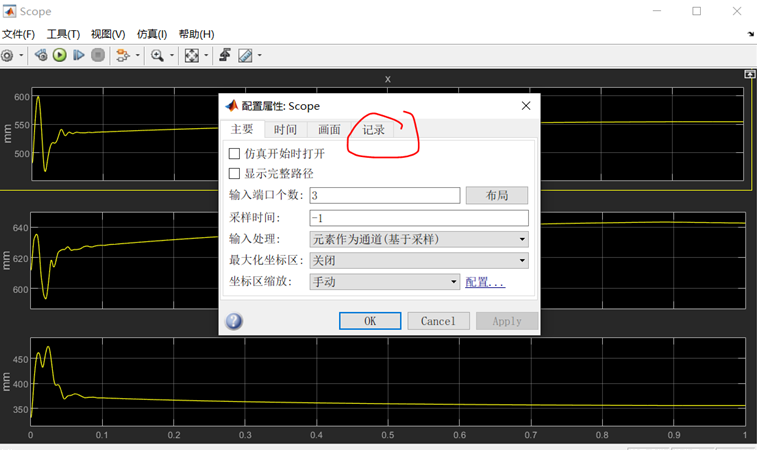 Scope
文件(F) 工具(T) 视图(V) 仿真(I) 帮助(H)
x
600
550
500
mm
配置属性: Scope
主要 时间 画面 记录
仿真开始时打开
显示完整路径
输入端口个数: 3 布局
采样时间: -1
输入处理: 元素作为通道(基于采样)
最大化坐标区: 关闭
坐标区缩放: 手动 配置...
OK Cancel Apply
640
620
600
mm
450
400
350
mm
0 0.1 0.2 0.3 0.4 0.5 0.6 0.7 0.8 0.9 1